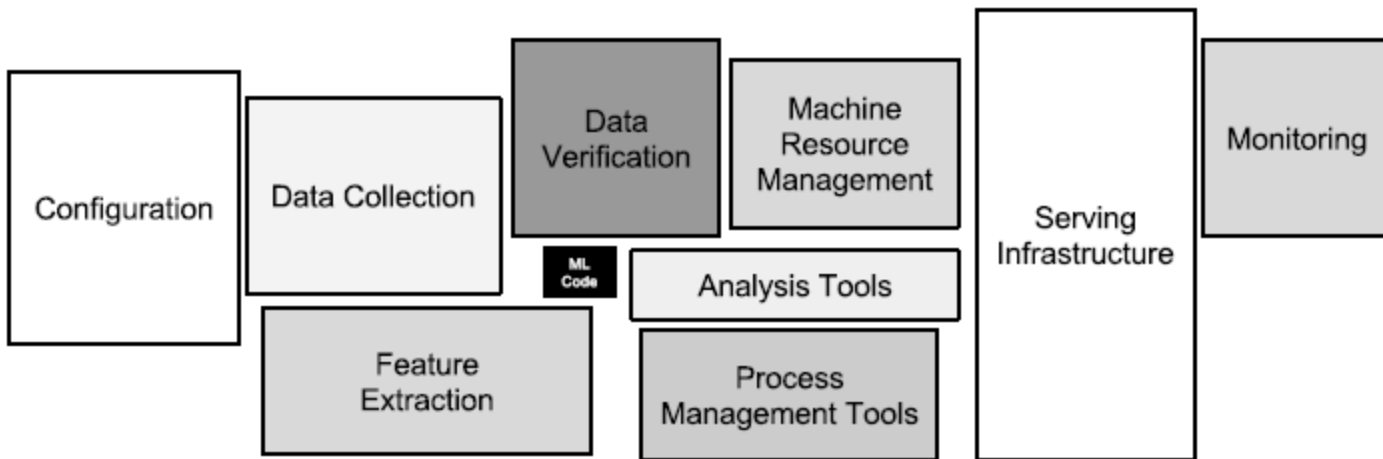 Configuration
Data Collection
Feature
Extraction
Data
Verification
ML
Code
Machine
Resource
Management
Analysis Tools
Process
Management Tools
Serving
Infrastructure
Monitoring